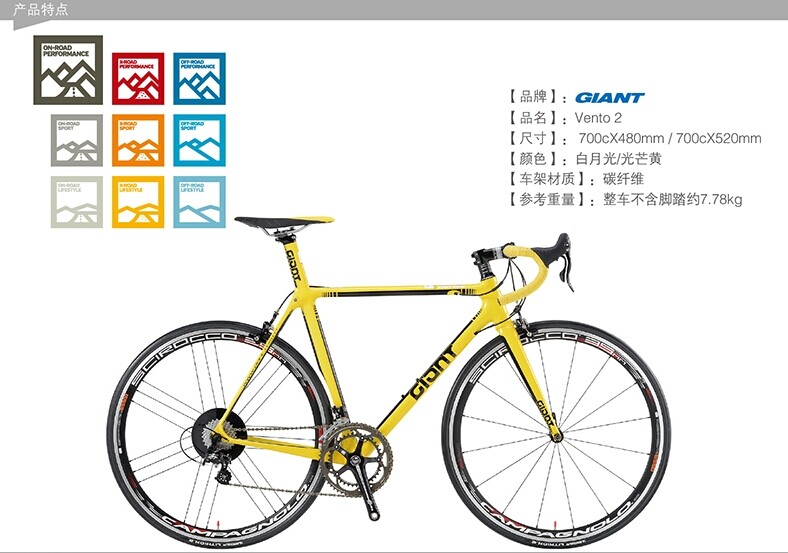 产品特点
ON-ROAD
PERFORMANCE
X-ROAD
PERFORMANCE
OFF-ROAD
PERFORMANCE
ON-ROAD
SPORT
X-ROAD
SPORT
OFF-ROAD
SPORT
ON-ROAD
LIFESTYLE
X-ROAD
LIFESTYLE
OFF-ROAD
LIFESTYLE
【品牌】：GIANT
【品名】：Vento 2
【尺寸】：700cX480mm / 700cX520mm
【颜色】：白月光/光芒黄
【车架材质】：碳纤维
【参考重量】：整车不含脚踏约7.78kg
GIANT
GIANT
GIANT
SCIROCCO
CAMPAGNOLO
SCIROCCO
CAMPAGNOLO